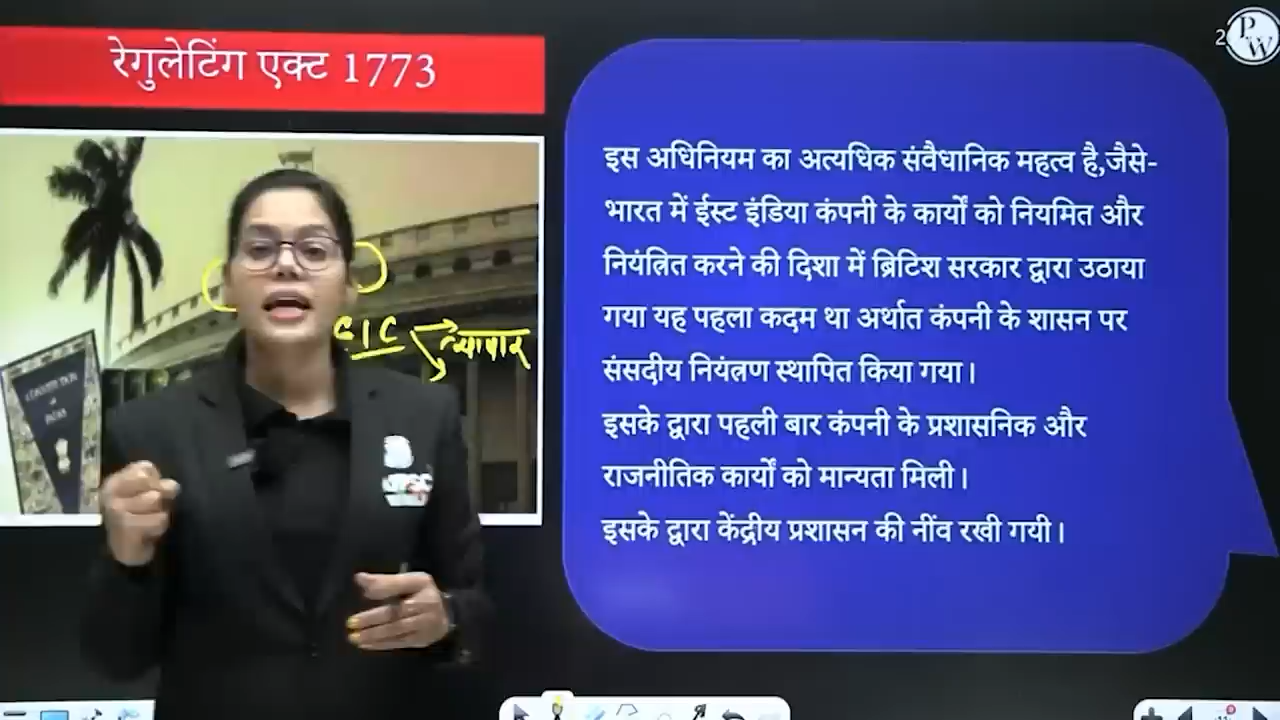 रेगुलेटिंग एक्ट 1773
2
PW
इस अधिनियम का अत्यधिक संवैधानिक महत्व है,जैसे-
भारत में ईस्ट इंडिया कंपनी के कार्यों को नियमित और
नियंत्रित करने की दिशा में ब्रिटिश सरकार द्वारा उठाया
गया यह पहला कदम था अर्थात कंपनी के शासन पर
संसदीय नियंत्रण स्थापित किया गया।
इसके द्वारा पहली बार कंपनी के प्रशासनिक और
राजनीतिक कार्यों को मान्यता मिली।
इसके द्वारा केंद्रीय प्रशासन की नींव रखी गयी।
EIC व्यापार